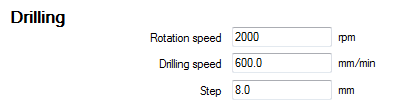 Drilling
Rotation speed 2000 rpm
Drilling speed 600.0 mm/min
Step 8.0 mm